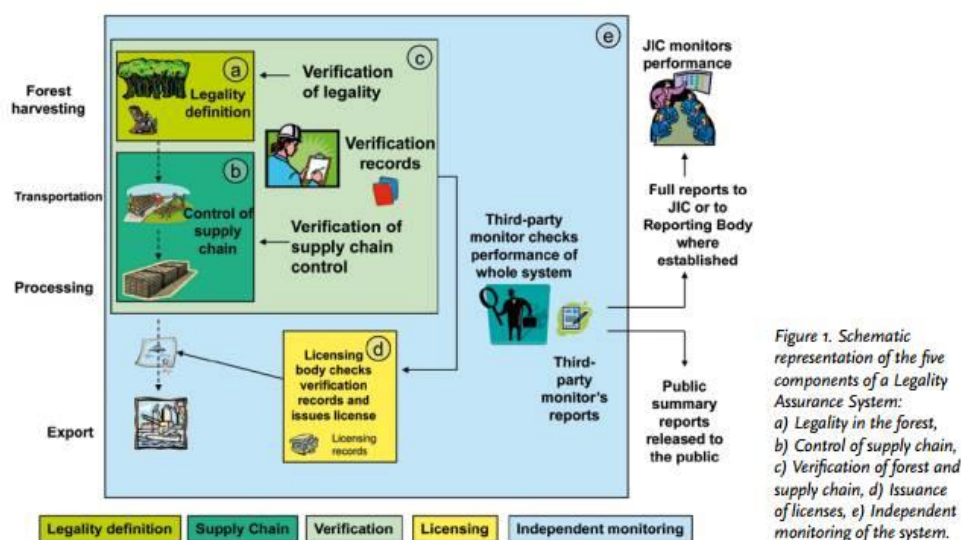 Forest
harvesting
Transportation
Processing
Export
a
Legality
definition
b
Control of
supply
chain
c
Verification
of legality
Verification
records
Verification of
supply chain
control
d
Licensing
body checks
verification
records and
issues license
Licensing
records
e
Third-party
monitor checks
performance of
whole system
Third-
party
monitor's
reports
JIC monitors
performance
Full reports to
JIC or to
Reporting Body
where
established
Public
summary
reports
released to
the public
Legality definition
Supply Chain
Verification
Licensing
Independent monitoring
Figure 1. Schematic
representation of the five
components of a Legality
Assurance System:
a) Legality in the forest,
b) Control of supply chain,
c) Verification of forest and
supply chain, d) Issuance
of licenses, e) Independent
monitoring of the system.